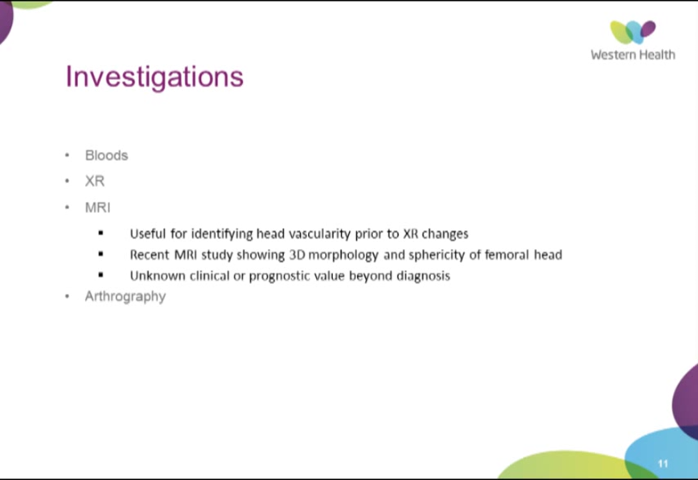 Western Health
Investigations
• Bloods
• XR
• MRI
▪ Useful for identifying head vascularity prior to XR changes
▪ Recent MRI study showing 3D morphology and sphericity of femoral head
▪ Unknown clinical or prognostic value beyond diagnosis
• Arthrography
11